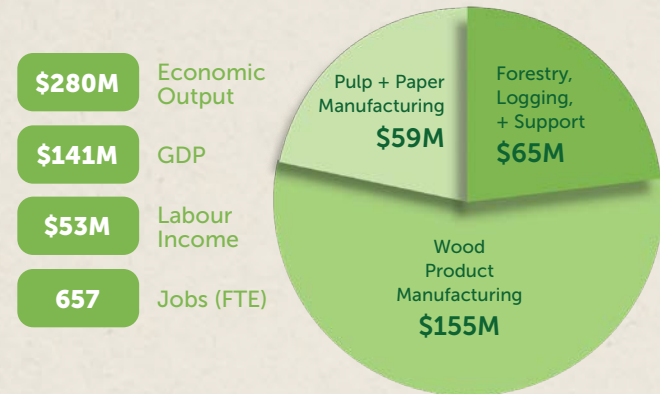 $280M
Economic
Output
$141M
GDP
$53M
Labour
Income
657
Jobs (FTE)
Pulp + Paper
Manufacturing
$59M
Forestry,
Logging,
+ Support
$65M
Wood
Product
Manufacturing
$155M